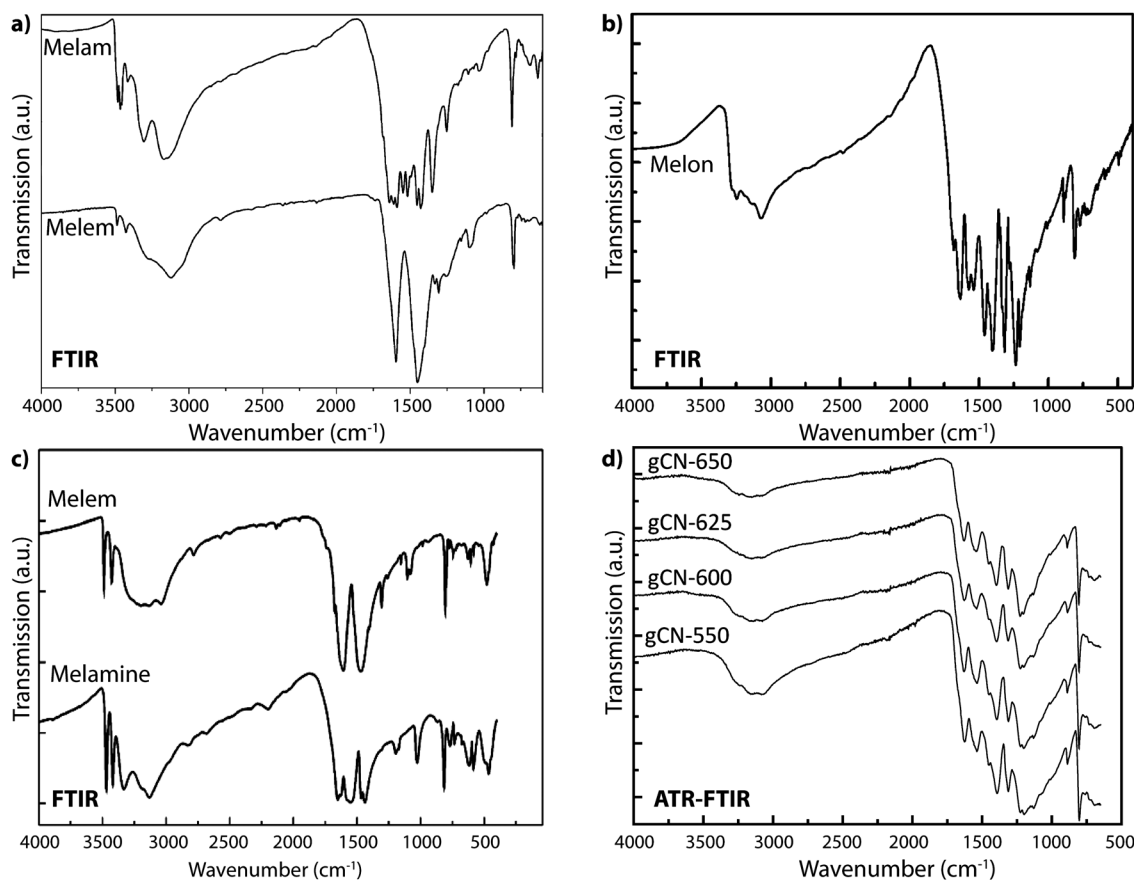 a)
Melam
Melem
FTIR
Transmission (a.u.)
4000 3500 3000 2500 2000 1500 1000
Wavenumber (cm⁻¹)
b)
Melon
FTIR
Transmission (a.u.)
4000 3500 3000 2500 2000 1500 1000 500
Wavenumber (cm⁻¹)
c)
Melem
Melamine
FTIR
Transmission (a.u.)
4000 3500 3000 2500 2000 1500 1000 500
Wavenumber (cm⁻¹)
d)
gCN-650
gCN-625
gCN-600
gCN-550
ATR-FTIR
Transmission (a.u.)
4000 3500 3000 2500 2000 1500 1000 500
Wavenumber (cm⁻¹)